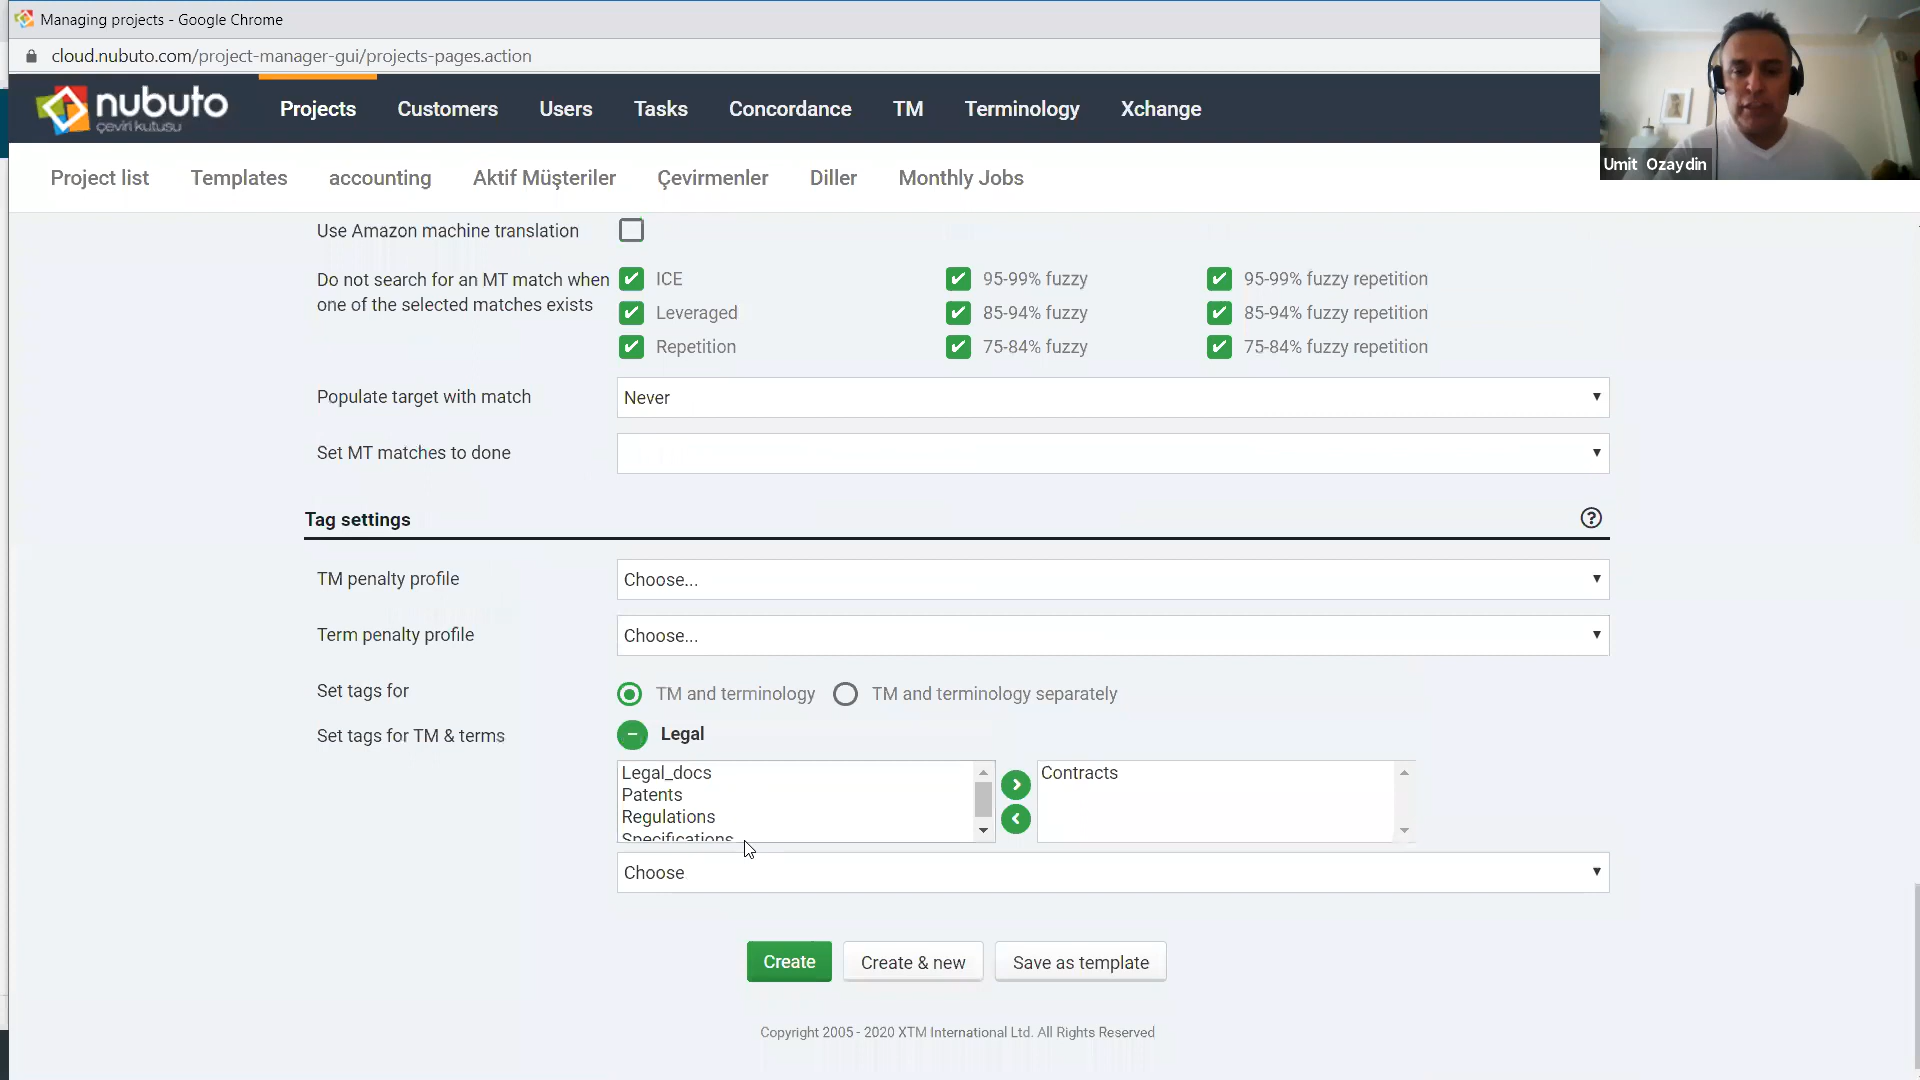 Managing projects - Google Chrome
cloud.nubuto.com/project-manager-gui/projects-pages.action
nubuto
çeviri kutusu
Projects Customers Users Tasks Concordance TM Terminology Xchange
Umit Ozaydin
Project list Templates accounting Aktif Müşteriler Çevirmenler Diller Monthly Jobs
Use Amazon machine translation
Do not search for an MT match when
one of the selected matches exists
ICE 95-99% fuzzy 95-99% fuzzy repetition
Leveraged 85-94% fuzzy 85-94% fuzzy repetition
Repetition 75-84% fuzzy 75-84% fuzzy repetition
Populate target with match Never
Set MT matches to done
Tag settings
TM penalty profile Choose...
Term penalty profile Choose...
Set tags for TM and terminology TM and terminology separately
Set tags for TM & terms Legal
Legal_docs Contracts
Patents
Regulations
Specifications
Choose
Create Create & new Save as template
Copyright 2005 - 2020 XTM International Ltd. All Rights Reserved